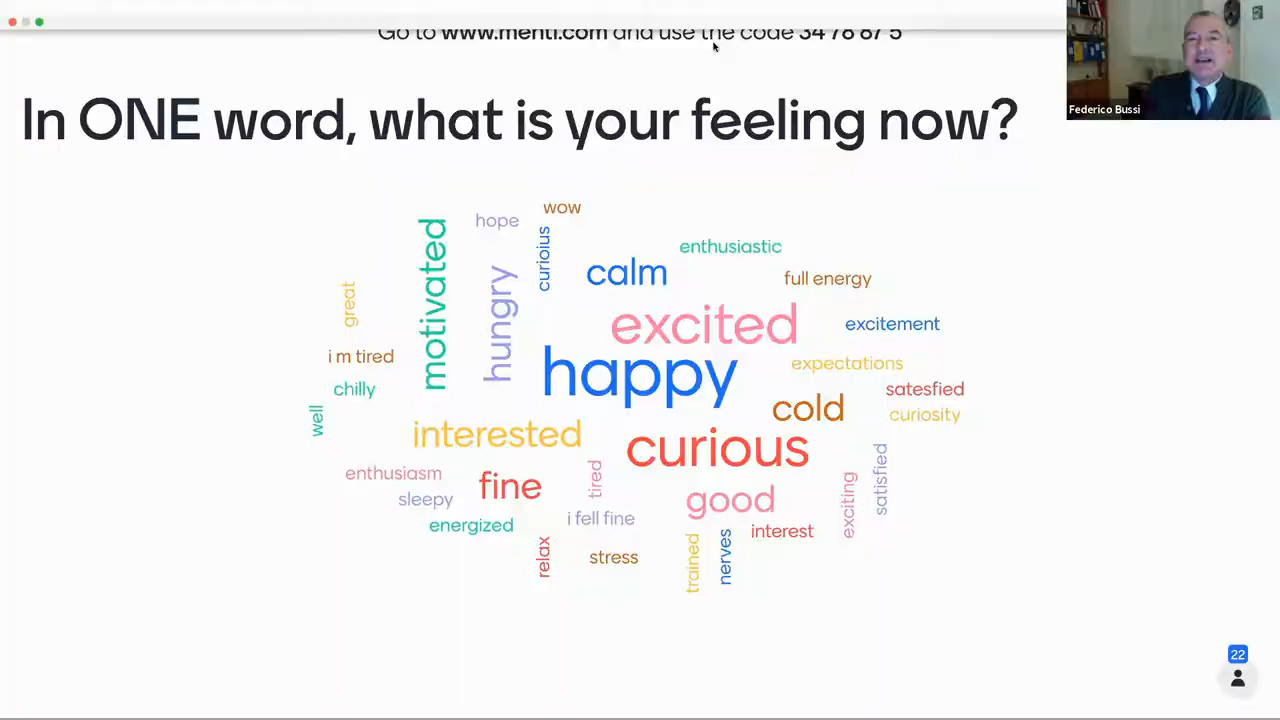 Go to www.menti.com and use the code 34 78 87 5
Federico Bussi
In ONE word, what is your feeling now?
wow
hope
motivated
curioius
enthusiastic
calm
hungry
full energy
great
excited
excitement
i m tired
happy
expectations
chilly
satesfied
cold
well
curiosity
interested
curious
satisfied
enthusiasm
fine
tired
exciting
sleepy
good
i fell fine
energized
interest
relax
stress
trained
nerves
22